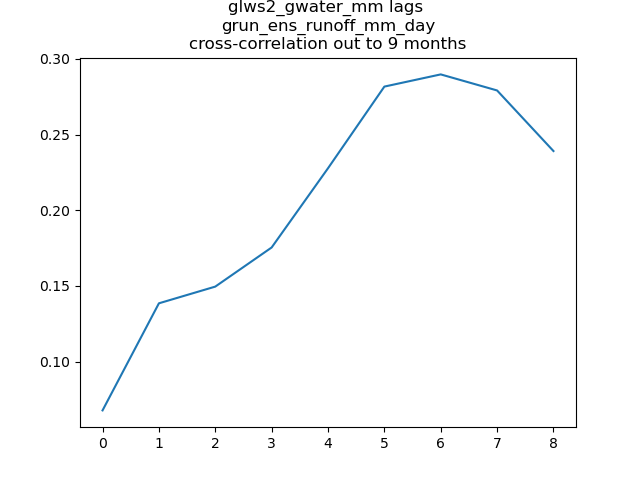 glws2_gwater_mm lags
grun_ens_runoff_mm_day
cross-correlation out to 9 months
0.30
0.25
0.20
0.15
0.10
0 1 2 3 4 5 6 7 8